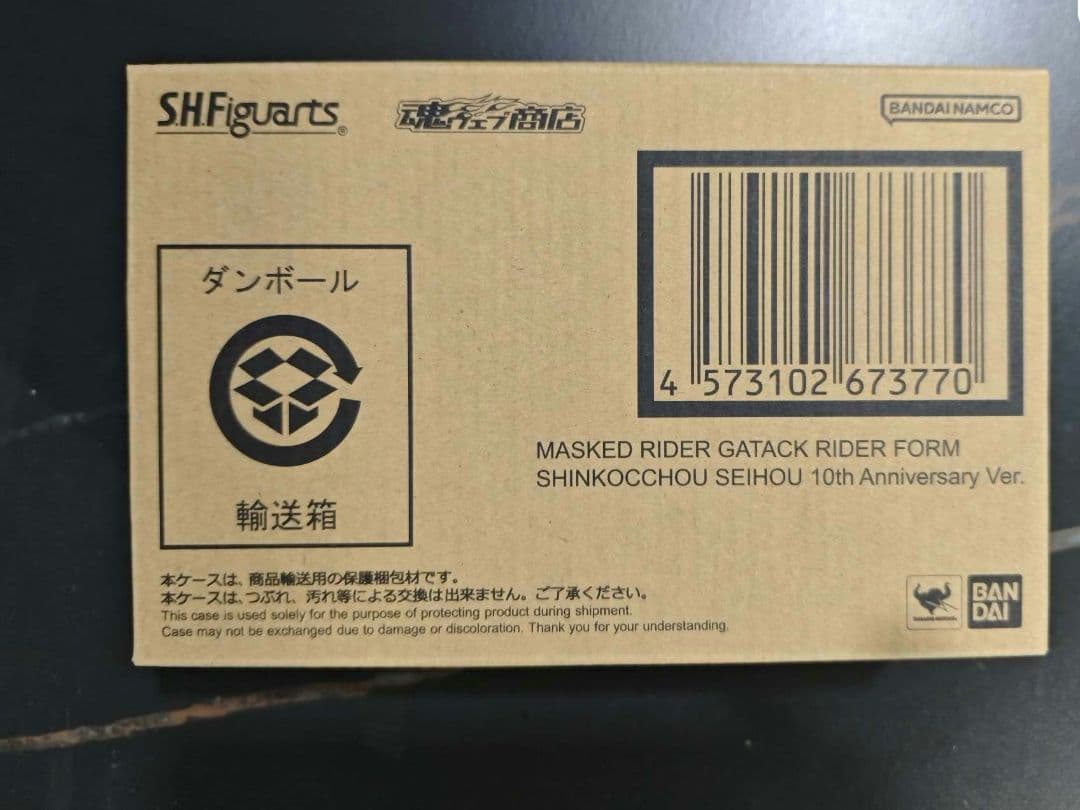 S.H.Figuarts®
魂ウェブ商店
BANDAI NAMCO
4 573102 673770
MASKED RIDER GATACK RIDER FORM
SHINKOCCHOU SEIHOU 10th Anniversary Ver.
ダンボール
輸送箱
本ケースは、商品輸送用の保護梱包材です。
本ケースは、つぶれ、汚れ等による交換は出来ません。ご了承ください。
This case is used solely for the purpose of protecting product during shipment.
Case may not be exchanged due to damage or discoloration. Thank you for your understanding.
BAN
DAI